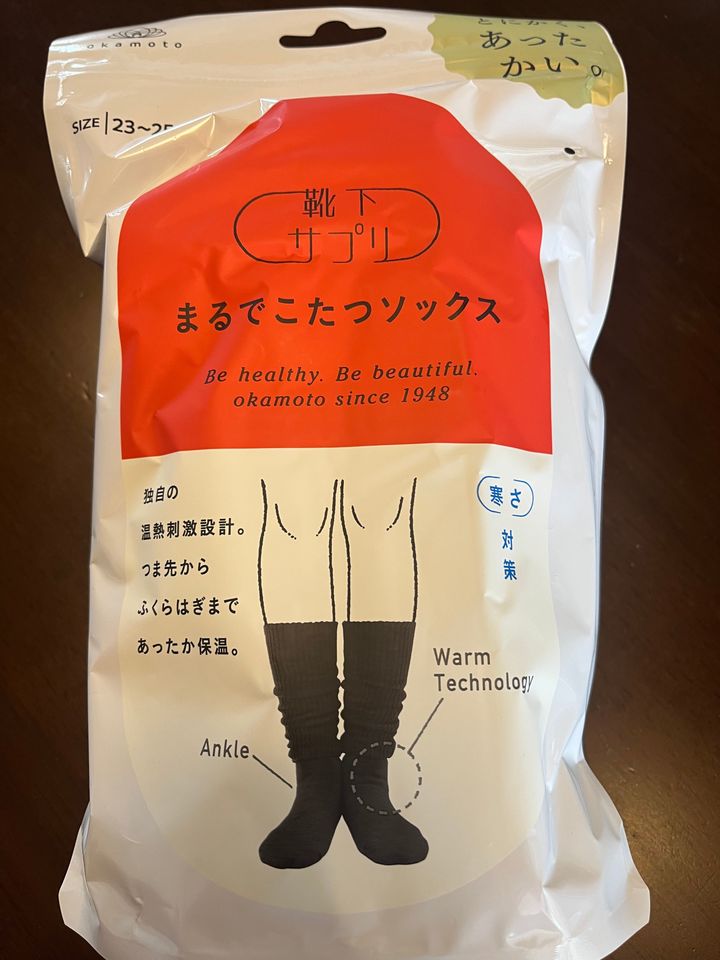 okamoto
とにかく、
あった
かい。
SIZE 23~25
靴下
サプリ
まるでこたつソックス
Be healthy. Be beautiful.
okamoto since 1948
独自の
温熱刺激設計。
つま先から
ふくらはぎまで
あったか保温。
寒さ
対策
Warm
Technology
Ankle